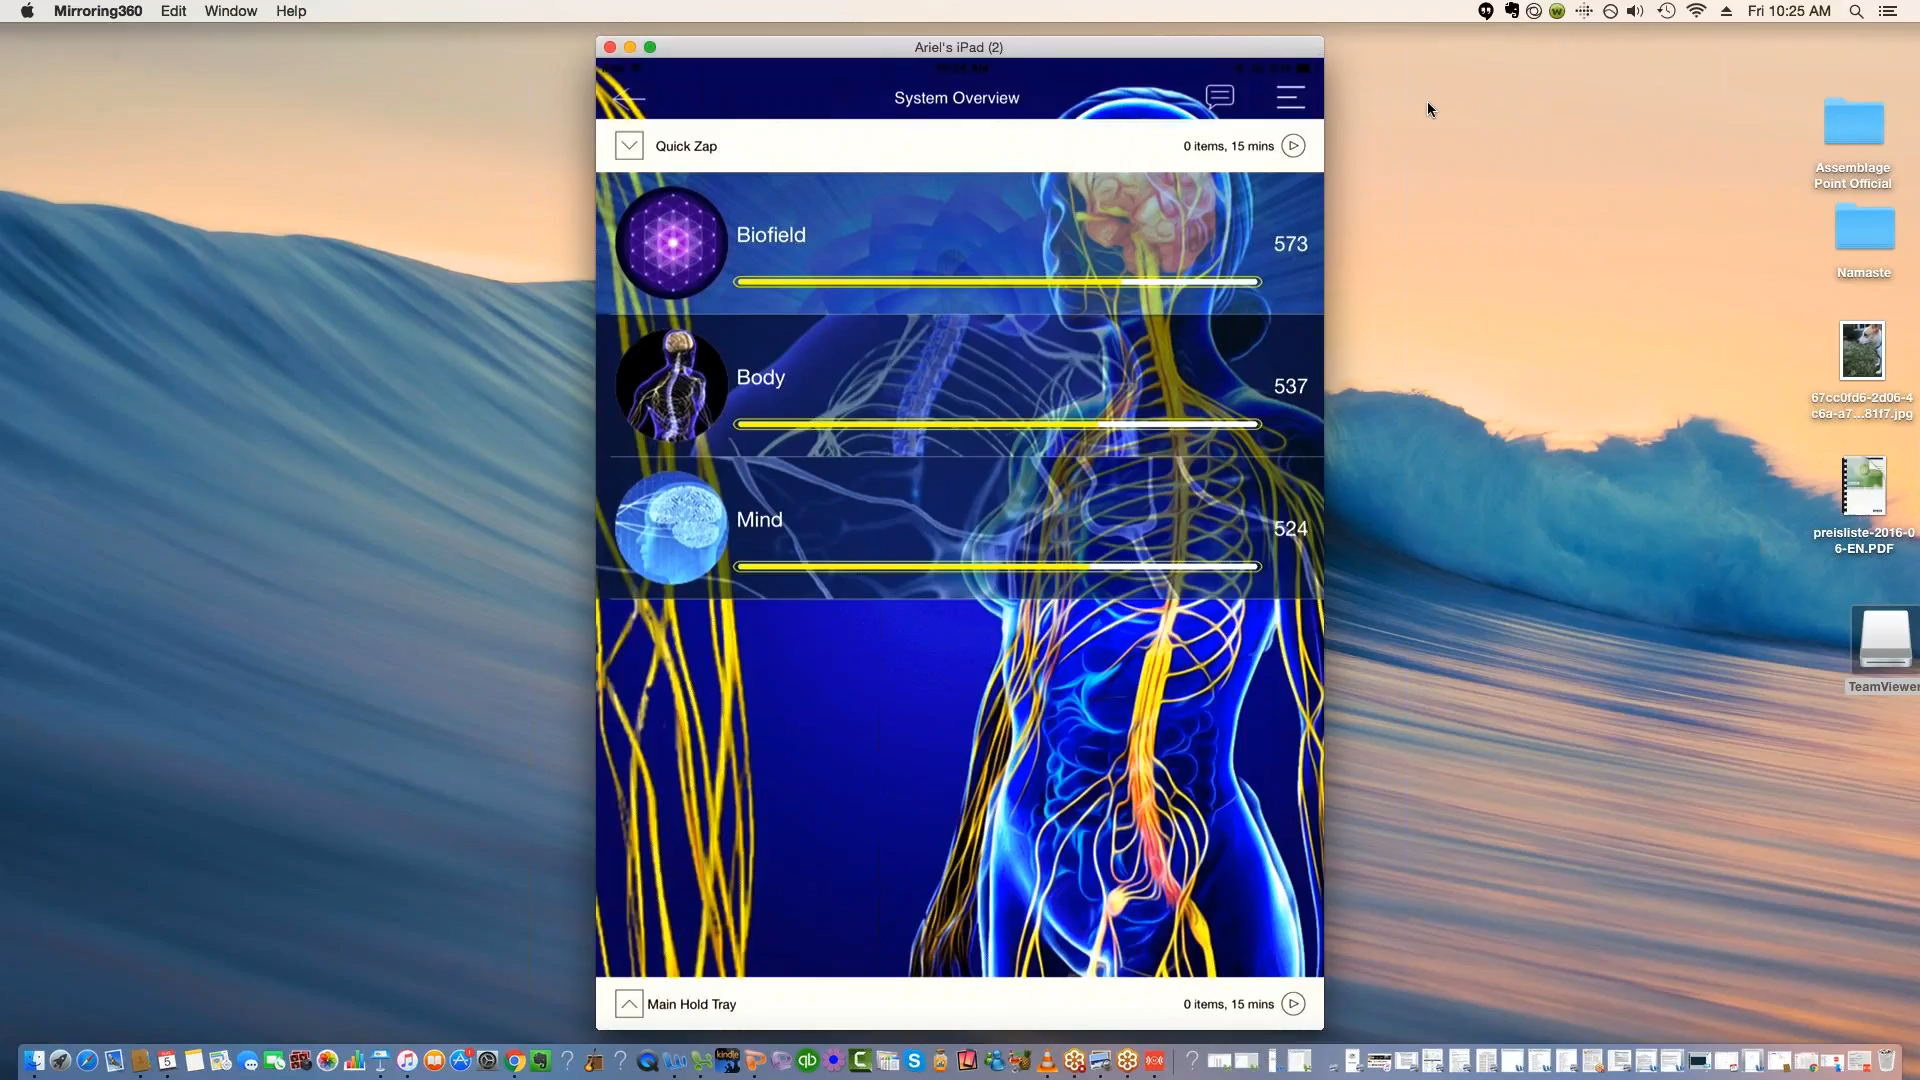 Mirroring360 Edit Window Help
Fri 10:25 AM
Ariel's iPad (2)
System Overview
Quick Zap
0 items, 15 mins
Biofield
573
Body
537
Mind
524
Main Hold Tray
0 items, 15 mins
Assemblage
Point Official
Namaste
67cc0fd6-2d06-4
c6a-a7...81f7.jpg
preisliste-2016-0
6-EN.PDF
TeamViewer
kindle